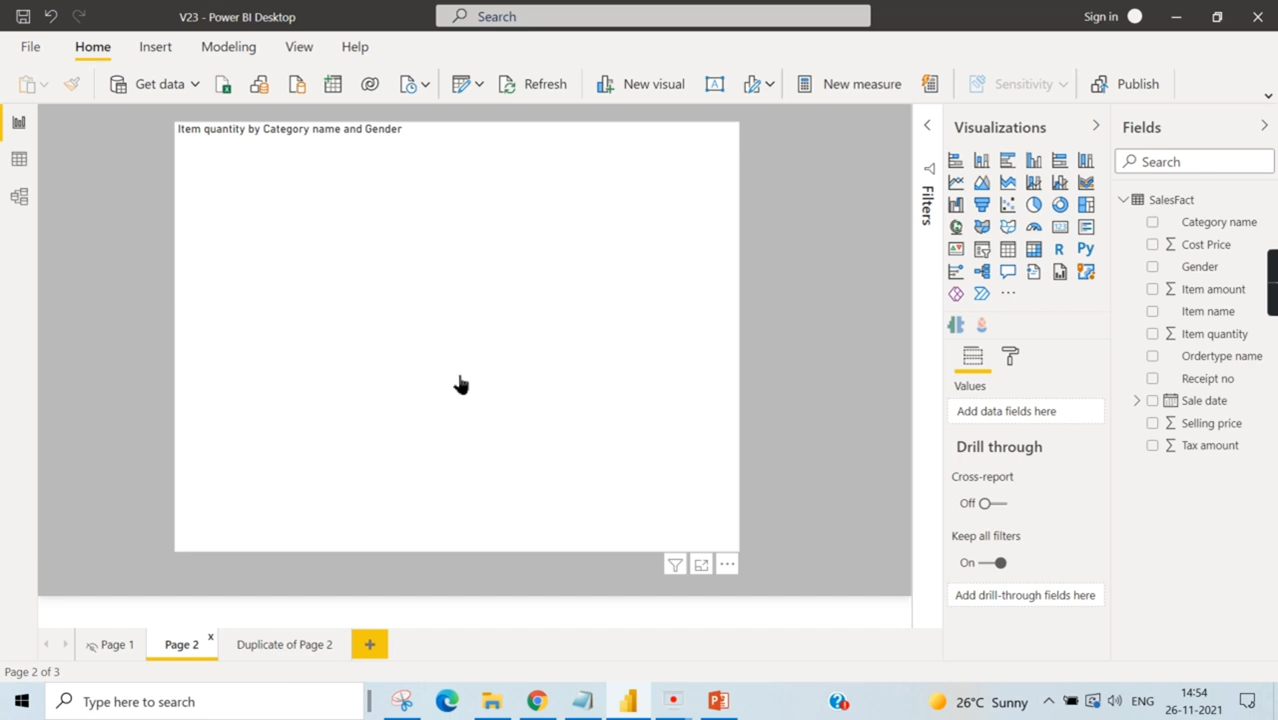 V23 - Power BI Desktop
Search
Sign in
File
Home
Insert
Modeling
View
Help
Get data
Refresh
New visual
New measure
Sensitivity
Publish
Item quantity by Category name and Gender
Filters
Visualizations
R
Py
Values
Add data fields here
Drill through
Cross-report
Off
Keep all filters
On
Add drill-through fields here
Fields
Search
SalesFact
Category name
Cost Price
Gender
Item amount
Item name
Item quantity
Ordertype name
Receipt no
Sale date
Selling price
Tax amount
Page 1
Page 2
x
Duplicate of Page 2
+
Page 2 of 3
Type here to search
26°C Sunny
ENG
14:54
26-11-2021